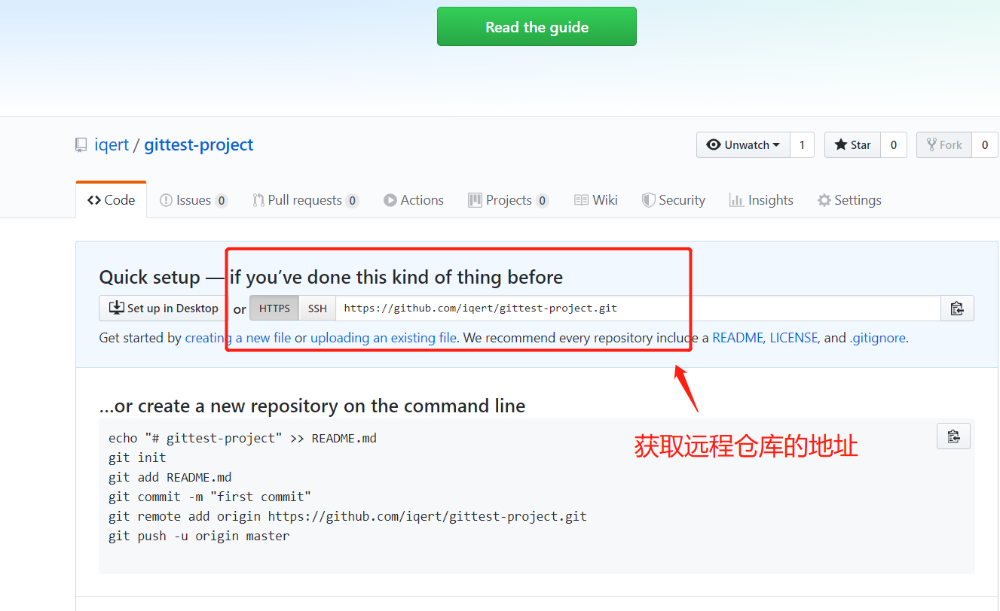 Read the guide
iqert / gittest-project
Unwatch 1 Star 0 Fork 0
Code Issues 0 Pull requests 0 Actions Projects 0 Wiki Security Insights Settings
Quick setup — if you’ve done this kind of thing before
Set up in Desktop or HTTPS SSH https://github.com/iqert/gittest-project.git
Get started by creating a new file or uploading an existing file. We recommend every repository include a README, LICENSE, and .gitignore.
…or create a new repository on the command line
echo "# gittest-project" >> README.md
git init
git add README.md
git commit -m "first commit"
git remote add origin https://github.com/iqert/gittest-project.git
git push -u origin master
获取远程仓库的地址